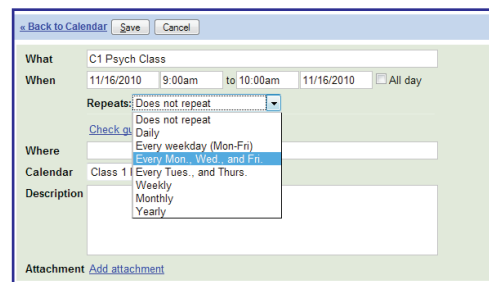 « Back to Calendar Save Cancel
What C1 Psych Class
When 11/16/2010 9:00am to 10:00am 11/16/2010 All day
Repeats: Does not repeat
Does not repeat
Check
Daily
Every weekday (Mon-Fri)
Where
Every Mon., Wed., and Fri.
Calendar Class 1 Every Tues., and Thurs.
Weekly
Description
Monthly
Yearly
Attachment Add attachment